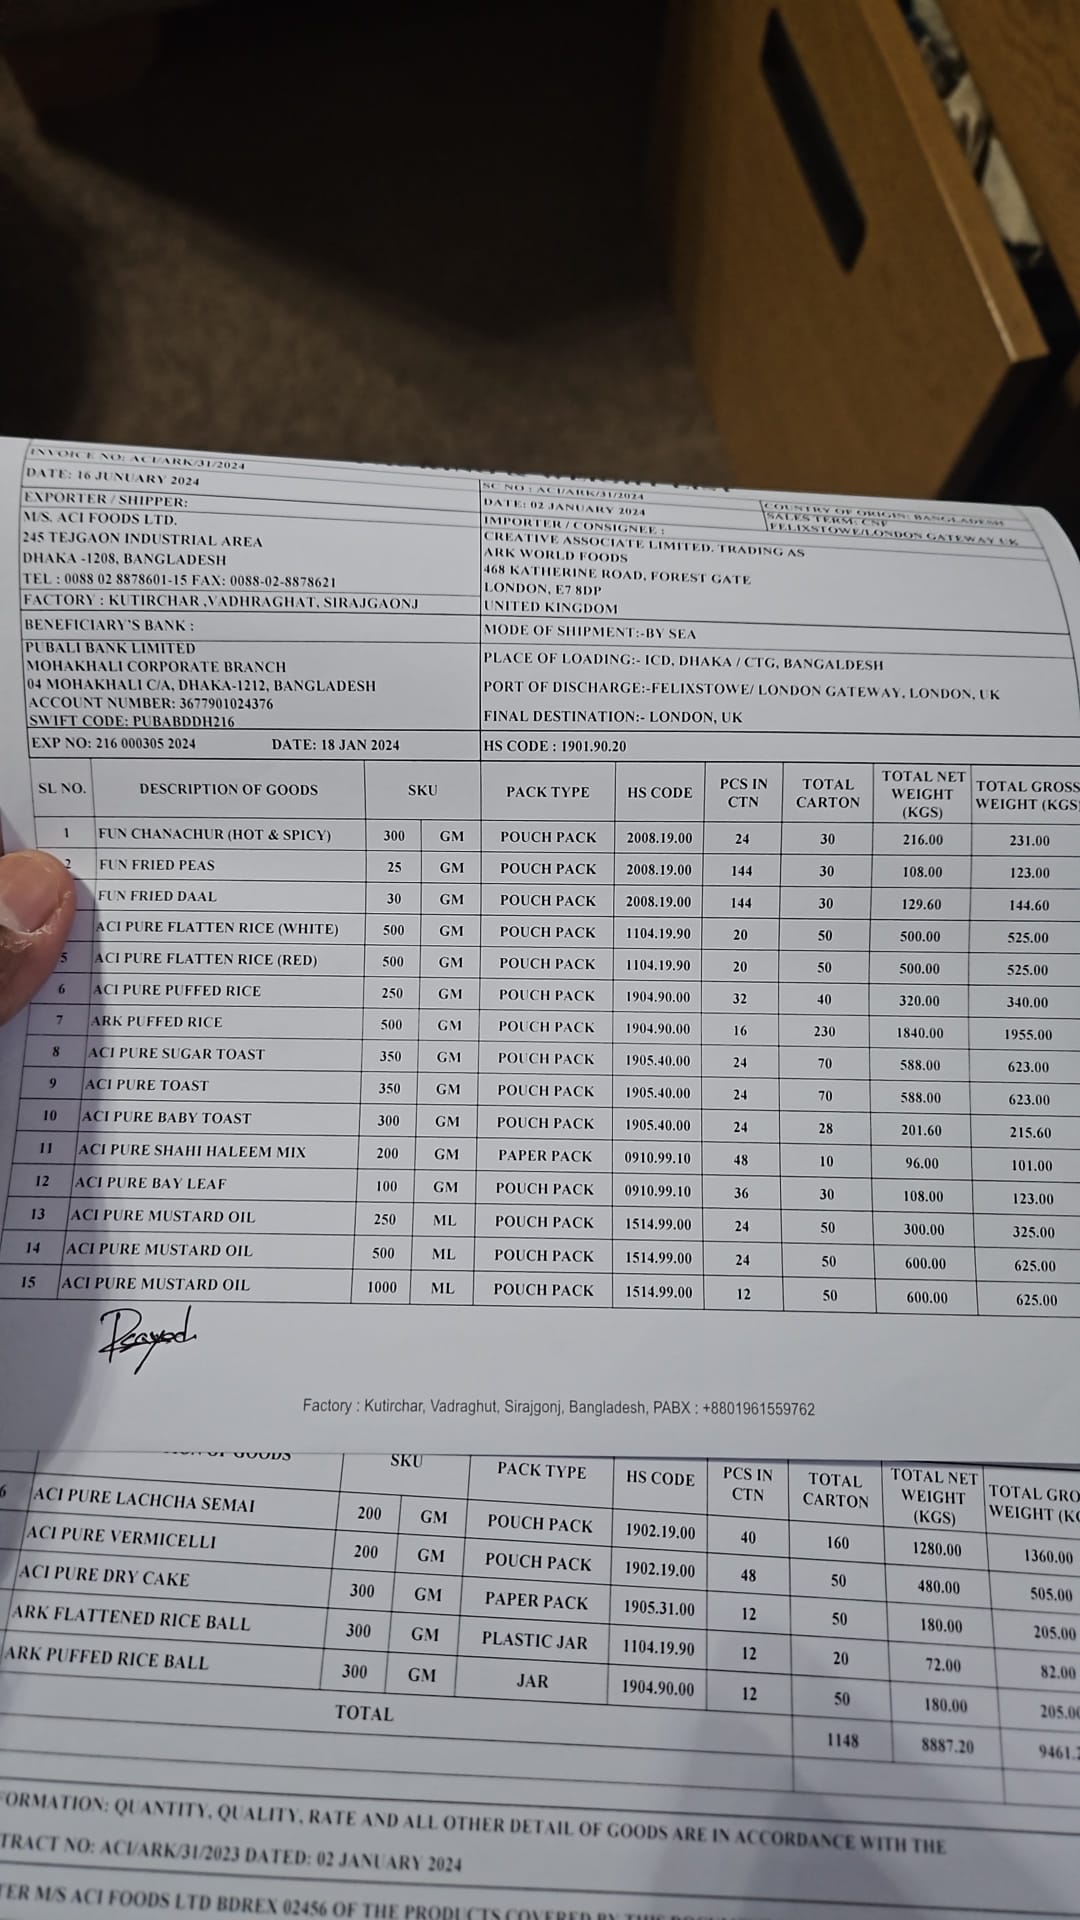 INVOICE NO: ACI/ARK/31/2024
DATE: 16 JUNUARY 2024
SC NO : ACI/ARK/31/2024
DATE: 02 JANUARY 2024
COUNTRY OF ORIGIN: BANGLADESH
SALES TERM: CNF
FELIXSTOWE/LONDON GATEWAY UK
EXPORTER / SHIPPER:
M/S. ACI FOODS LTD.
245 TEJGAON INDUSTRIAL AREA
DHAKA -1208, BANGLADESH
TEL : 0088 02 8878601-15 FAX: 0088-02-8878621
FACTORY : KUTIRCHAR ,VADHRAGHAT, SIRAJGAONJ
IMPORTER / CONSIGNEE :
CREATIVE ASSOCIATE LIMITED. TRADING AS
ARK WORLD FOODS
468 KATHERINE ROAD, FOREST GATE
LONDON, E7 8DP
UNITED KINGDOM
BENEFICIARY'S BANK :
PUBALI BANK LIMITED
MOHAKHALI CORPORATE BRANCH
04 MOHAKHALI C/A, DHAKA-1212, BANGLADESH
ACCOUNT NUMBER: 3677901024376
SWIFT CODE: PUBABDDH216
MODE OF SHIPMENT:-BY SEA
PLACE OF LOADING:- ICD, DHAKA / CTG, BANGALDESH
PORT OF DISCHARGE:-FELIXSTOWE/ LONDON GATEWAY, LONDON, UK
FINAL DESTINATION:- LONDON, UK
EXP NO: 216 000305 2024 DATE: 18 JAN 2024 HS CODE : 1901.90.20
SL NO. DESCRIPTION OF GOODS SKU PACK TYPE HS CODE PCS IN CTN TOTAL CARTON TOTAL NET WEIGHT (KGS) TOTAL GROSS WEIGHT (KGS)
1 FUN CHANACHUR (HOT & SPICY) 300 GM POUCH PACK 2008.19.00 24 30 216.00 231.00
2 FUN FRIED PEAS 25 GM POUCH PACK 2008.19.00 144 30 108.00 123.00
FUN FRIED DAAL 30 GM POUCH PACK 2008.19.00 144 30 129.60 144.60
ACI PURE FLATTEN RICE (WHITE) 500 GM POUCH PACK 1104.19.90 20 50 500.00 525.00
5 ACI PURE FLATTEN RICE (RED) 500 GM POUCH PACK 1104.19.90 20 50 500.00 525.00
6 ACI PURE PUFFED RICE 250 GM POUCH PACK 1904.90.00 32 40 320.00 340.00
7 ARK PUFFED RICE 500 GM POUCH PACK 1904.90.00 16 230 1840.00 1955.00
8 ACI PURE SUGAR TOAST 350 GM POUCH PACK 1905.40.00 24 70 588.00 623.00
9 ACI PURE TOAST 350 GM POUCH PACK 1905.40.00 24 70 588.00 623.00
10 ACI PURE BABY TOAST 300 GM POUCH PACK 1905.40.00 24 28 201.60 215.60
11 ACI PURE SHAHI HALEEM MIX 200 GM PAPER PACK 0910.99.10 48 10 96.00 101.00
12 ACI PURE BAY LEAF 100 GM POUCH PACK 0910.99.10 36 30 108.00 123.00
13 ACI PURE MUSTARD OIL 250 ML POUCH PACK 1514.99.00 24 50 300.00 325.00
14 ACI PURE MUSTARD OIL 500 ML POUCH PACK 1514.99.00 24 50 600.00 625.00
15 ACI PURE MUSTARD OIL 1000 ML POUCH PACK 1514.99.00 12 50 600.00 625.00
Factory : Kutirchar, Vadraghut, Sirajgonj, Bangladesh, PABX : +8801961559762
OF GOODS SKU PACK TYPE HS CODE PCS IN CTN TOTAL CARTON TOTAL NET WEIGHT (KGS) TOTAL GRO WEIGHT (KG
6 ACI PURE LACHCHA SEMAI 200 GM POUCH PACK 1902.19.00 40 160 1280.00 1360.00
ACI PURE VERMICELLI 200 GM POUCH PACK 1902.19.00 48 50 480.00 505.00
ACI PURE DRY CAKE 300 GM PAPER PACK 1905.31.00 12 50 180.00 205.00
ARK FLATTENED RICE BALL 300 GM PLASTIC JAR 1104.19.90 12 20 72.00 82.00
ARK PUFFED RICE BALL 300 GM JAR 1904.90.00 12 50 180.00 205.00
TOTAL 1148 8887.20 9461.2
FORMATION: QUANTITY, QUALITY, RATE AND ALL OTHER DETAIL OF GOODS ARE IN ACCORDANCE WITH THE
TRACT NO: ACI/ARK/31/2023 DATED: 02 JANUARY 2024
TER M/S ACI FOODS LTD BDREX 02456 OF THE PRODUCTS COVERED BY THIS